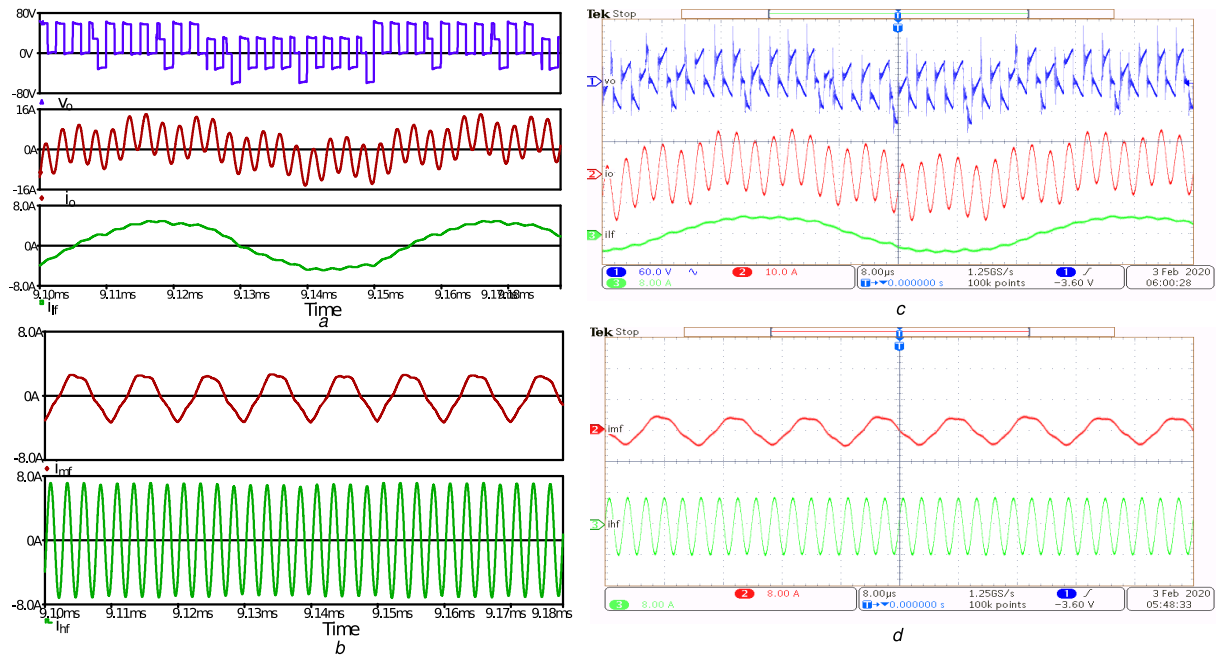 80V
0V
-80V
Vo
16A
0A
-16A
io
8.0A
0A
-8.0A
9.10ms 9.11ms 9.12ms 9.13ms 9.14ms 9.15ms 9.16ms
Ilf
Time
a
8.0A
0A
-8.0A
imf
8.0A
0A
-8.0A
9.10ms 9.11ms 9.12ms 9.13ms 9.14ms 9.15ms 9.16ms 9.17ms 9.18ms
Ihf
Time
b
Tek Stop
T
T
1 vo
2 io
3 ilf
1 60.0 V 2 10.0 A 8.00µs 1.25GS/s 1 3 Feb 2020
3 8.00 A T→▼0.000000 s 100k points −3.60 V 06:00:28
c
Tek Stop
T
T
2 imf
3 ihf
2 8.00 A 8.00µs 1.25GS/s 1 3 Feb 2020
3 8.00 A T→▼0.000000 s 100k points −3.60 V 05:48:33
d